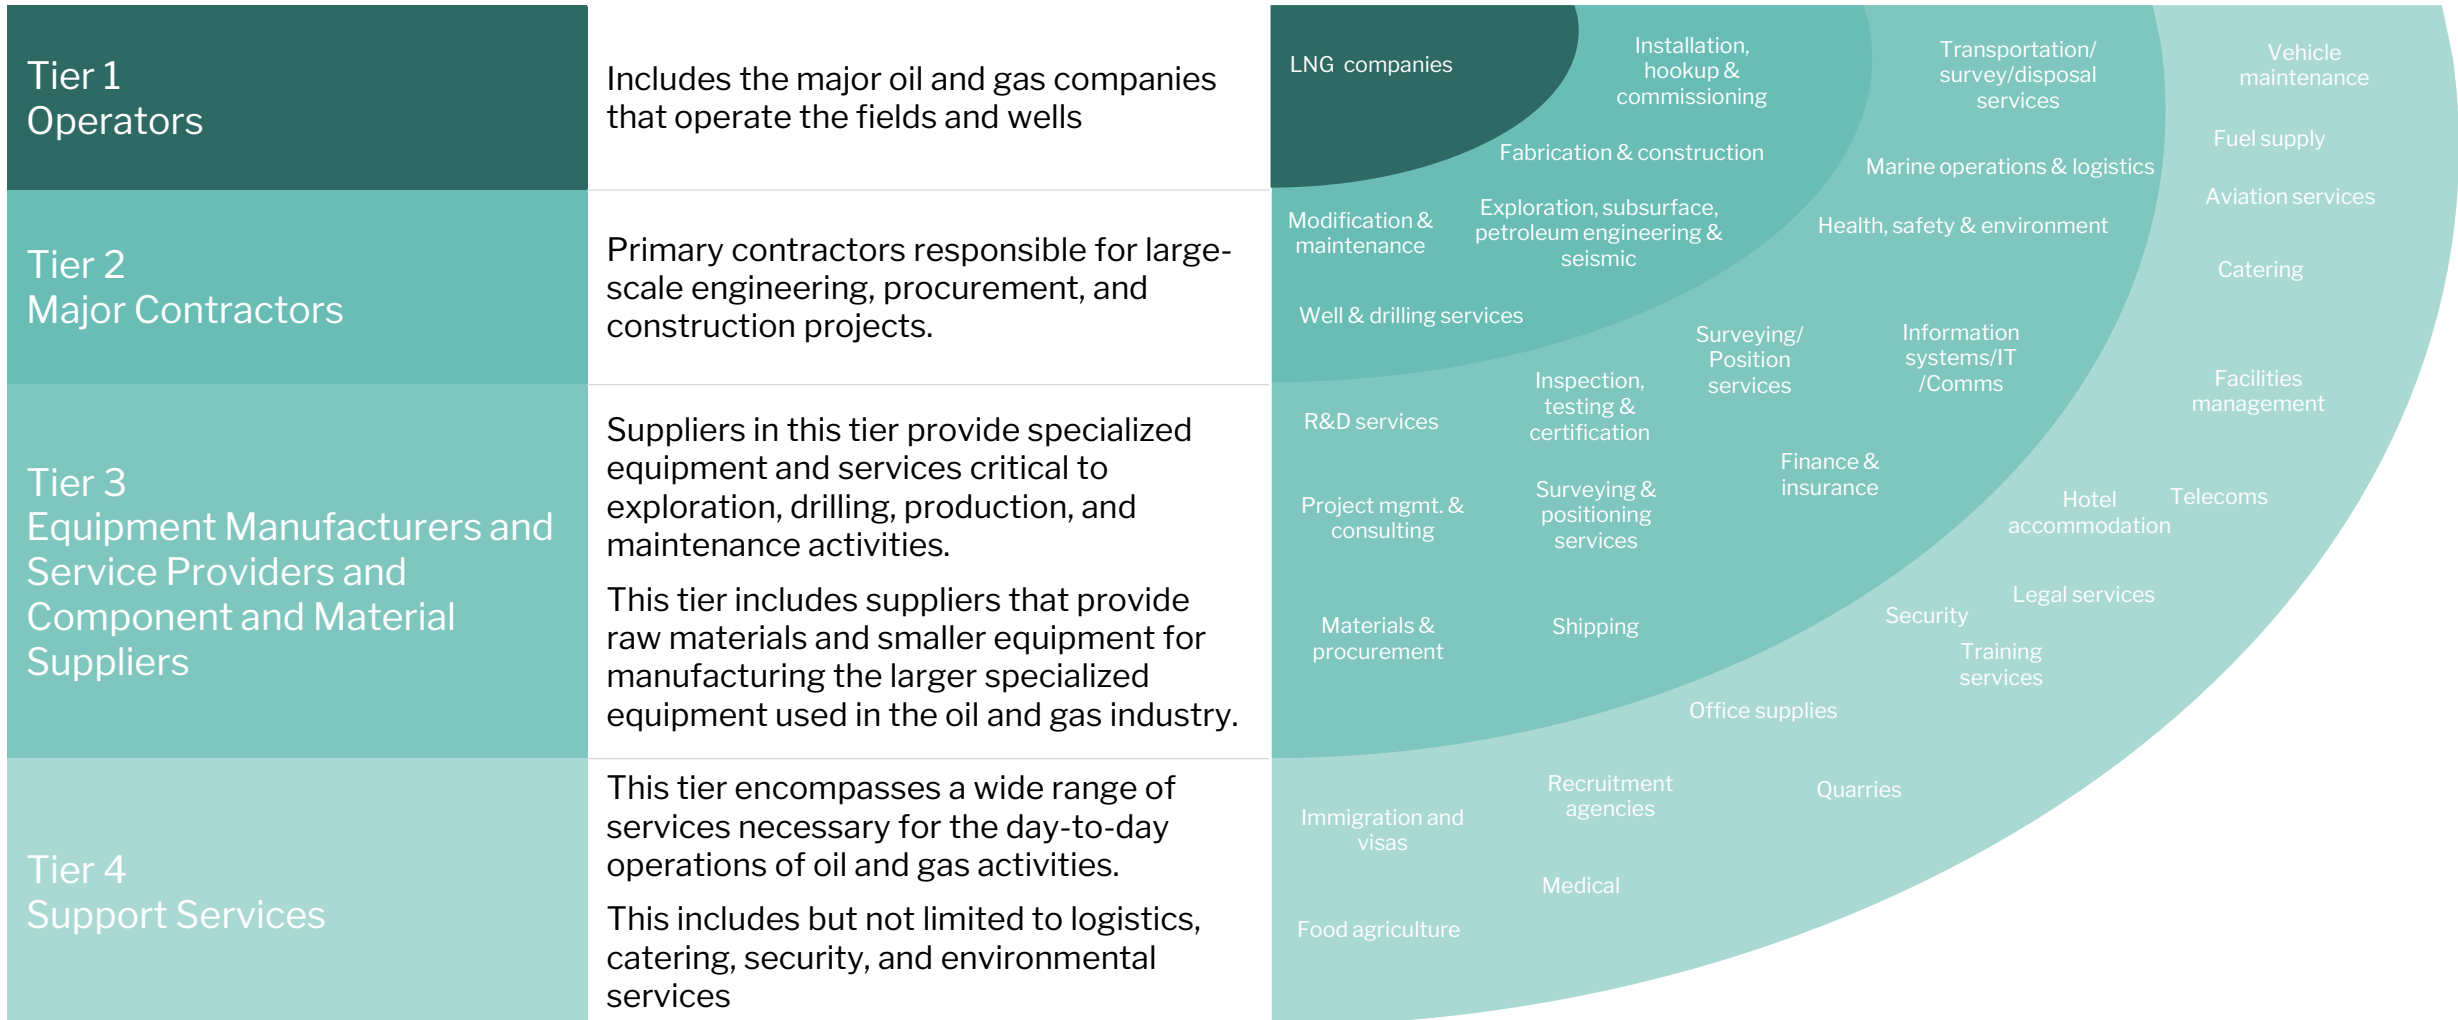 Tier 1
Operators
Includes the major oil and gas companies
that operate the fields and wells
Tier 2
Major Contractors
Primary contractors responsible for large-
scale engineering, procurement, and
construction projects.
Tier 3
Equipment Manufacturers and
Service Providers and
Component and Material
Suppliers
Suppliers in this tier provide specialized
equipment and services critical to
exploration, drilling, production, and
maintenance activities.
This tier includes suppliers that provide
raw materials and smaller equipment for
manufacturing the larger specialized
equipment used in the oil and gas industry.
Tier 4
Support Services
This tier encompasses a wide range of
services necessary for the day-to-day
operations of oil and gas activities.
This includes but not limited to logistics,
catering, security, and environmental
services
LNG companies
Installation,
hookup &
commissioning
Fabrication & construction
Modification &
maintenance
Exploration, subsurface,
petroleum engineering &
seismic
Well & drilling services
Transportation/
survey/disposal
services
Marine operations & logistics
Health, safety & environment
Surveying/
Position
services
Information
systems/IT
/Comms
Inspection,
testing &
certification
R&D services
Finance &
insurance
Project mgmt. &
consulting
Surveying &
positioning
services
Materials &
procurement
Shipping
Vehicle
maintenance
Fuel supply
Aviation services
Catering
Facilities
management
Hotel
accommodation
Telecoms
Legal services
Security
Training
services
Office supplies
Recruitment
agencies
Quarries
Immigration and
visas
Medical
Food agriculture